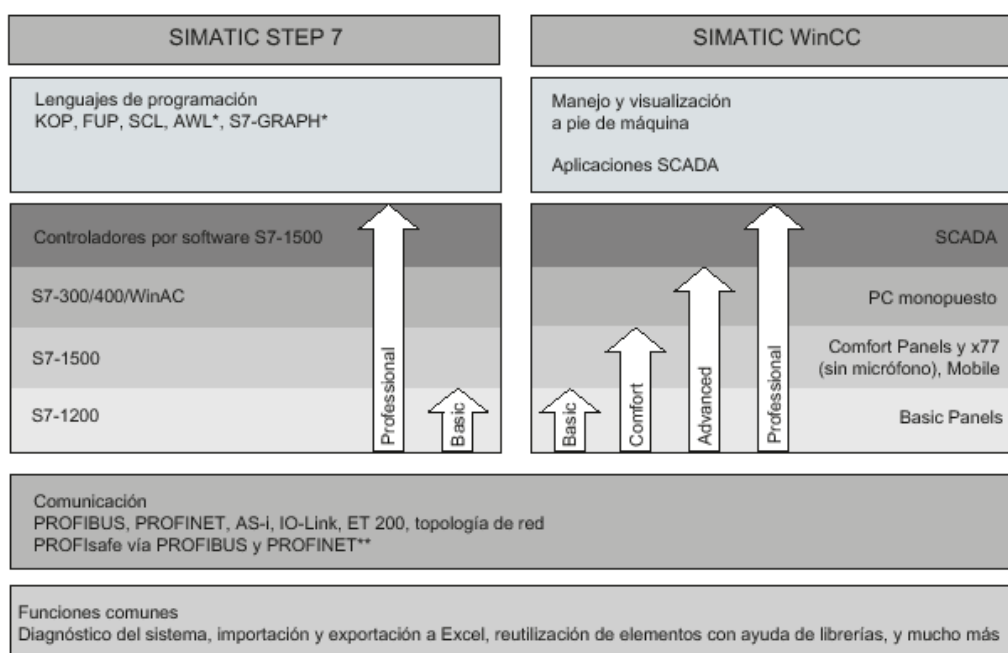 SIMATIC STEP 7
Lenguajes de programación
KOP, FUP, SCL, AWL*, S7-GRAPH*
Controladores por software S7-1500
S7-300/400/WinAC
S7-1500
S7-1200
Professional
Basic
SIMATIC WinCC
Manejo y visualización
a pie de máquina
Aplicaciones SCADA
Basic
Comfort
Advanced
Professional
SCADA
PC monopuesto
Comfort Panels y x77
(sin micrófono), Mobile
Basic Panels
Comunicación
PROFIBUS, PROFINET, AS-i, IO-Link, ET 200, topología de red
PROFIsafe vía PROFIBUS y PROFINET**
Funciones comunes
Diagnóstico del sistema, importación y exportación a Excel, reutilización de elementos con ayuda de librerías, y mucho más